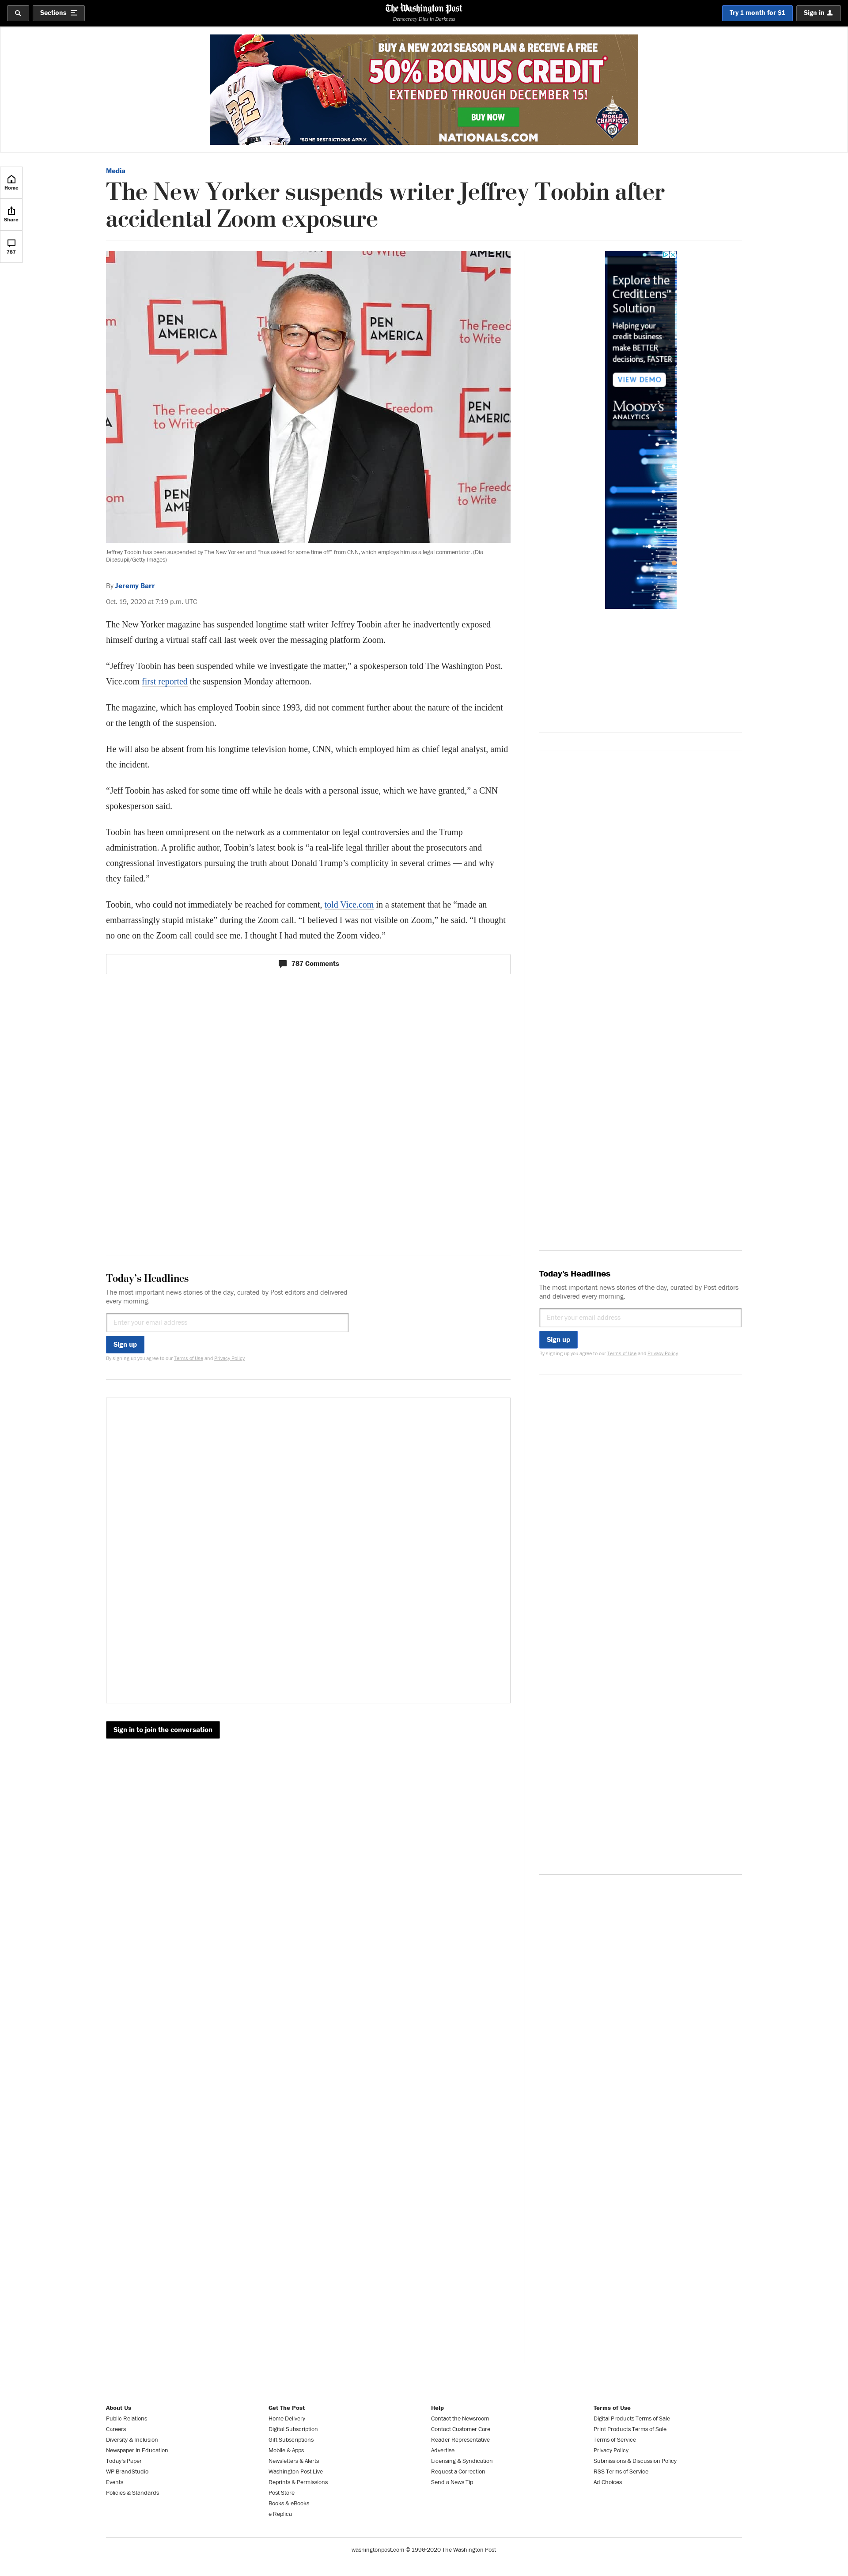 Sections
The Washington Post
Democracy Dies in Darkness
Try 1 month for $1
Sign in
BUY A NEW 2021 SEASON PLAN & RECEIVE A FREE
50% BONUS CREDIT*
EXTENDED THROUGH DECEMBER 15!
BUY NOW
*SOME RESTRICTIONS APPLY.
NATIONALS.COM
22
WORLD
CHAMPIONS
Home
Share
787
Media
The New Yorker suspends writer Jeffrey Toobin after
accidental Zoom exposure
PEN
AMERICA
The Freedom
to Write
Explore the
CreditLens™
Solution
Helping your
credit business
make BETTER
decisions, FASTER
VIEW DEMO
MOODY'S
ANALYTICS
Jeffrey Toobin has been suspended by The New Yorker and “has asked for some time off” from CNN, which employs him as a legal commentator. (Dia
Dipasupil/Getty Images)
By Jeremy Barr
Oct. 19, 2020 at 7:19 p.m. UTC
The New Yorker magazine has suspended longtime staff writer Jeffrey Toobin after he inadvertently exposed
himself during a virtual staff call last week over the messaging platform Zoom.
“Jeffrey Toobin has been suspended while we investigate the matter,” a spokesperson told The Washington Post.
Vice.com first reported the suspension Monday afternoon.
The magazine, which has employed Toobin since 1993, did not comment further about the nature of the incident
or the length of the suspension.
He will also be absent from his longtime television home, CNN, which employed him as chief legal analyst, amid
the incident.
“Jeff Toobin has asked for some time off while he deals with a personal issue, which we have granted,” a CNN
spokesperson said.
Toobin has been omnipresent on the network as a commentator on legal controversies and the Trump
administration. A prolific author, Toobin’s latest book is “a real-life legal thriller about the prosecutors and
congressional investigators pursuing the truth about Donald Trump’s complicity in several crimes — and why
they failed.”
Toobin, who could not immediately be reached for comment, told Vice.com in a statement that he “made an
embarrassingly stupid mistake” during the Zoom call. “I believed I was not visible on Zoom,” he said. “I thought
no one on the Zoom call could see me. I thought I had muted the Zoom video.”
787 Comments
Today’s Headlines
The most important news stories of the day, curated by Post editors and delivered
every morning.
Enter your email address
Sign up
By signing up you agree to our Terms of Use and Privacy Policy
Today’s Headlines
The most important news stories of the day, curated by Post editors
and delivered every morning.
Enter your email address
Sign up
By signing up you agree to our Terms of Use and Privacy Policy
Sign in to join the conversation
About Us
Public Relations
Careers
Diversity & Inclusion
Newspaper in Education
Today's Paper
WP BrandStudio
Events
Policies & Standards
Get The Post
Home Delivery
Digital Subscription
Gift Subscriptions
Mobile & Apps
Newsletters & Alerts
Washington Post Live
Reprints & Permissions
Post Store
Books & eBooks
e-Replica
Help
Contact the Newsroom
Contact Customer Care
Reader Representative
Advertise
Licensing & Syndication
Request a Correction
Send a News Tip
Terms of Use
Digital Products Terms of Sale
Print Products Terms of Sale
Terms of Service
Privacy Policy
Submissions & Discussion Policy
RSS Terms of Service
Ad Choices
washingtonpost.com © 1996-2020 The Washington Post